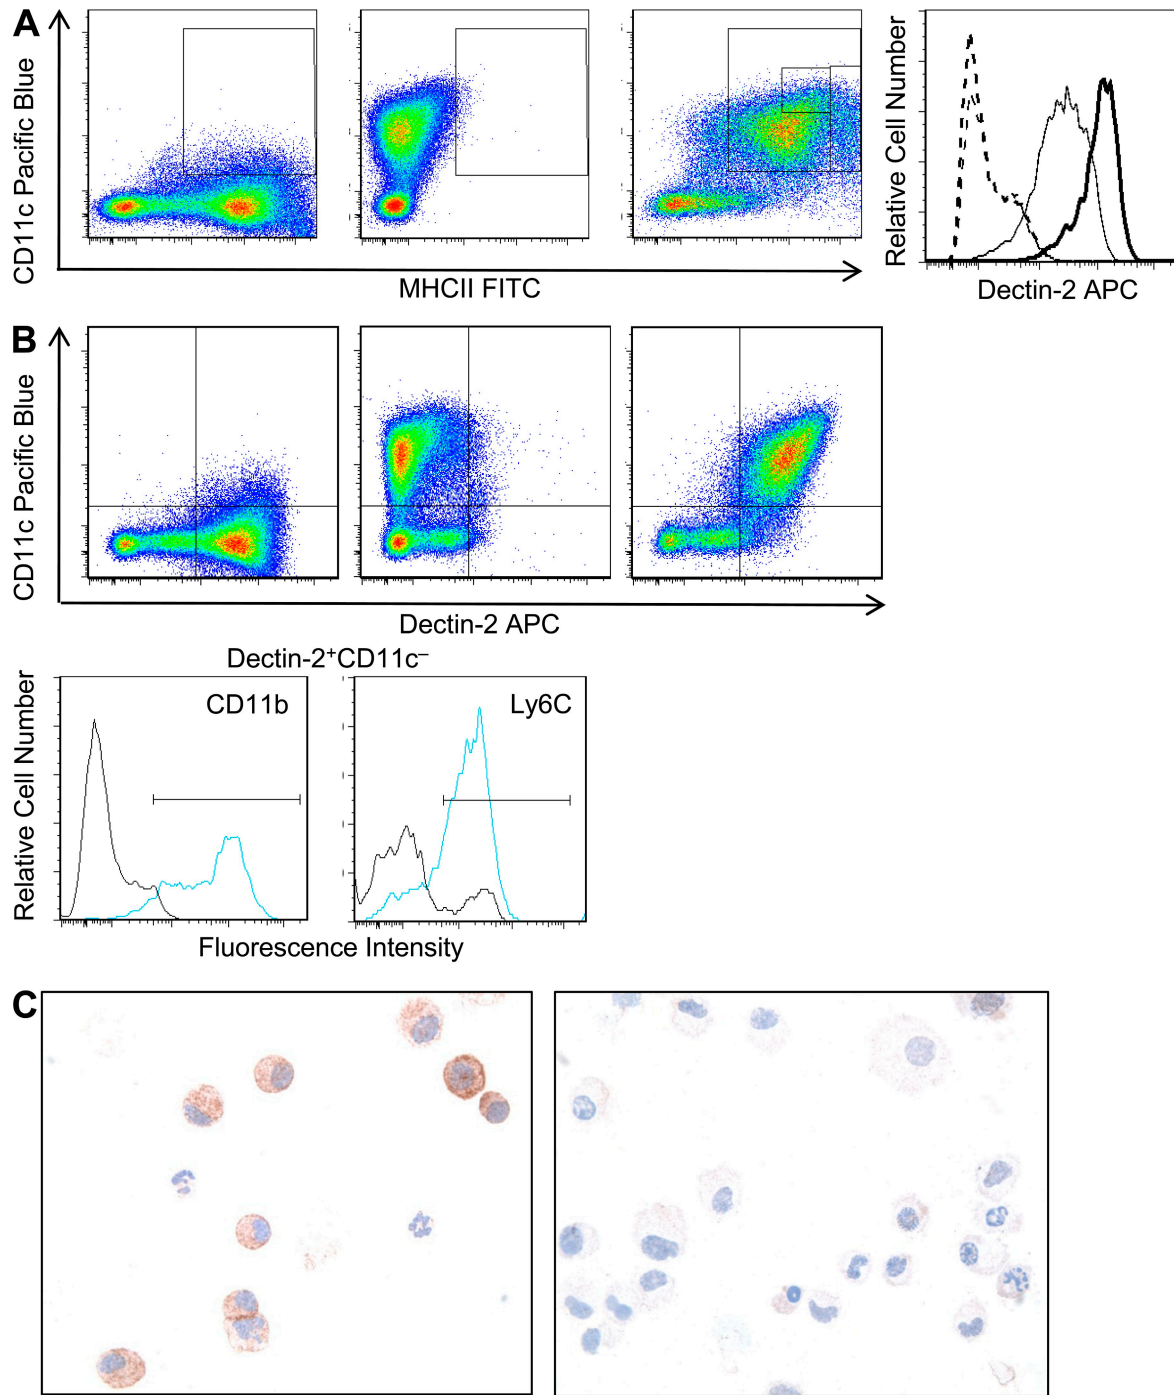 A
CD11c Pacific Blue
MHCII FITC
Relative Cell Number
Dectin-2 APC
B
CD11c Pacific Blue
Dectin-2 APC
Dectin-2⁺CD11c⁻
Relative Cell Number
CD11b
Ly6C
Fluorescence Intensity
C